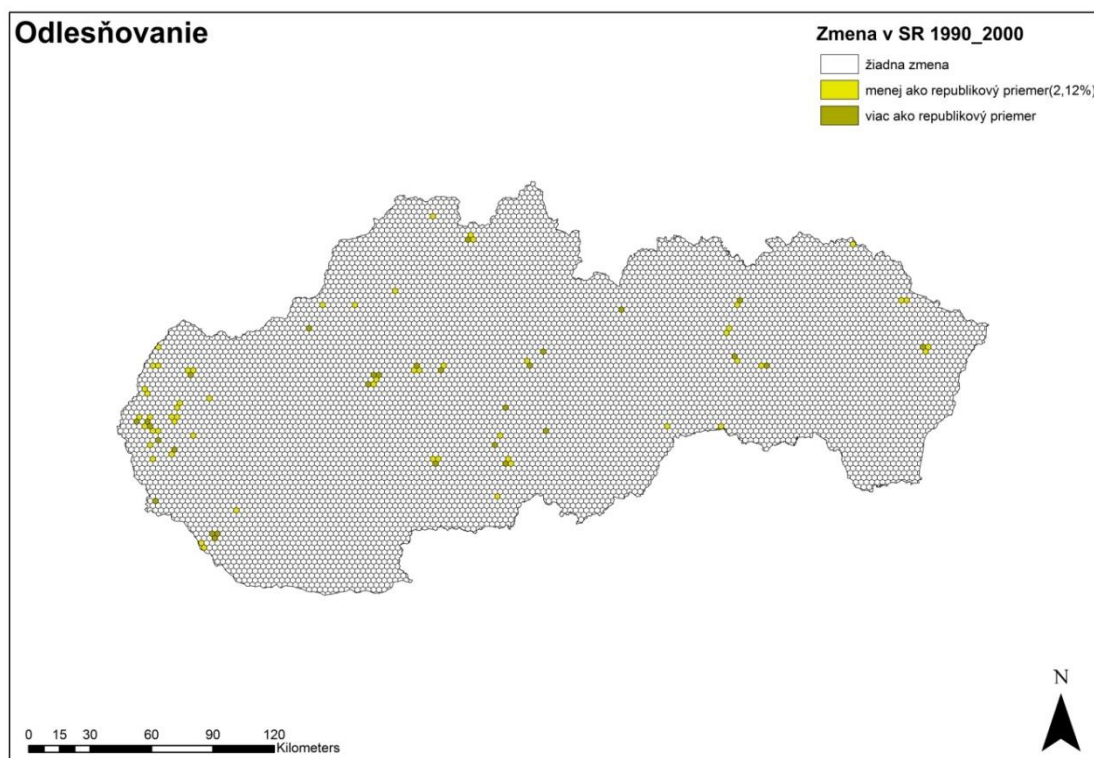 Odlesňovanie
Zmena v SR 1990_2000
žiadna zmena
menej ako republikový priemer(2,12%)
viac ako republikový priemer
N
0 15 30 60 90 120
Kilometers